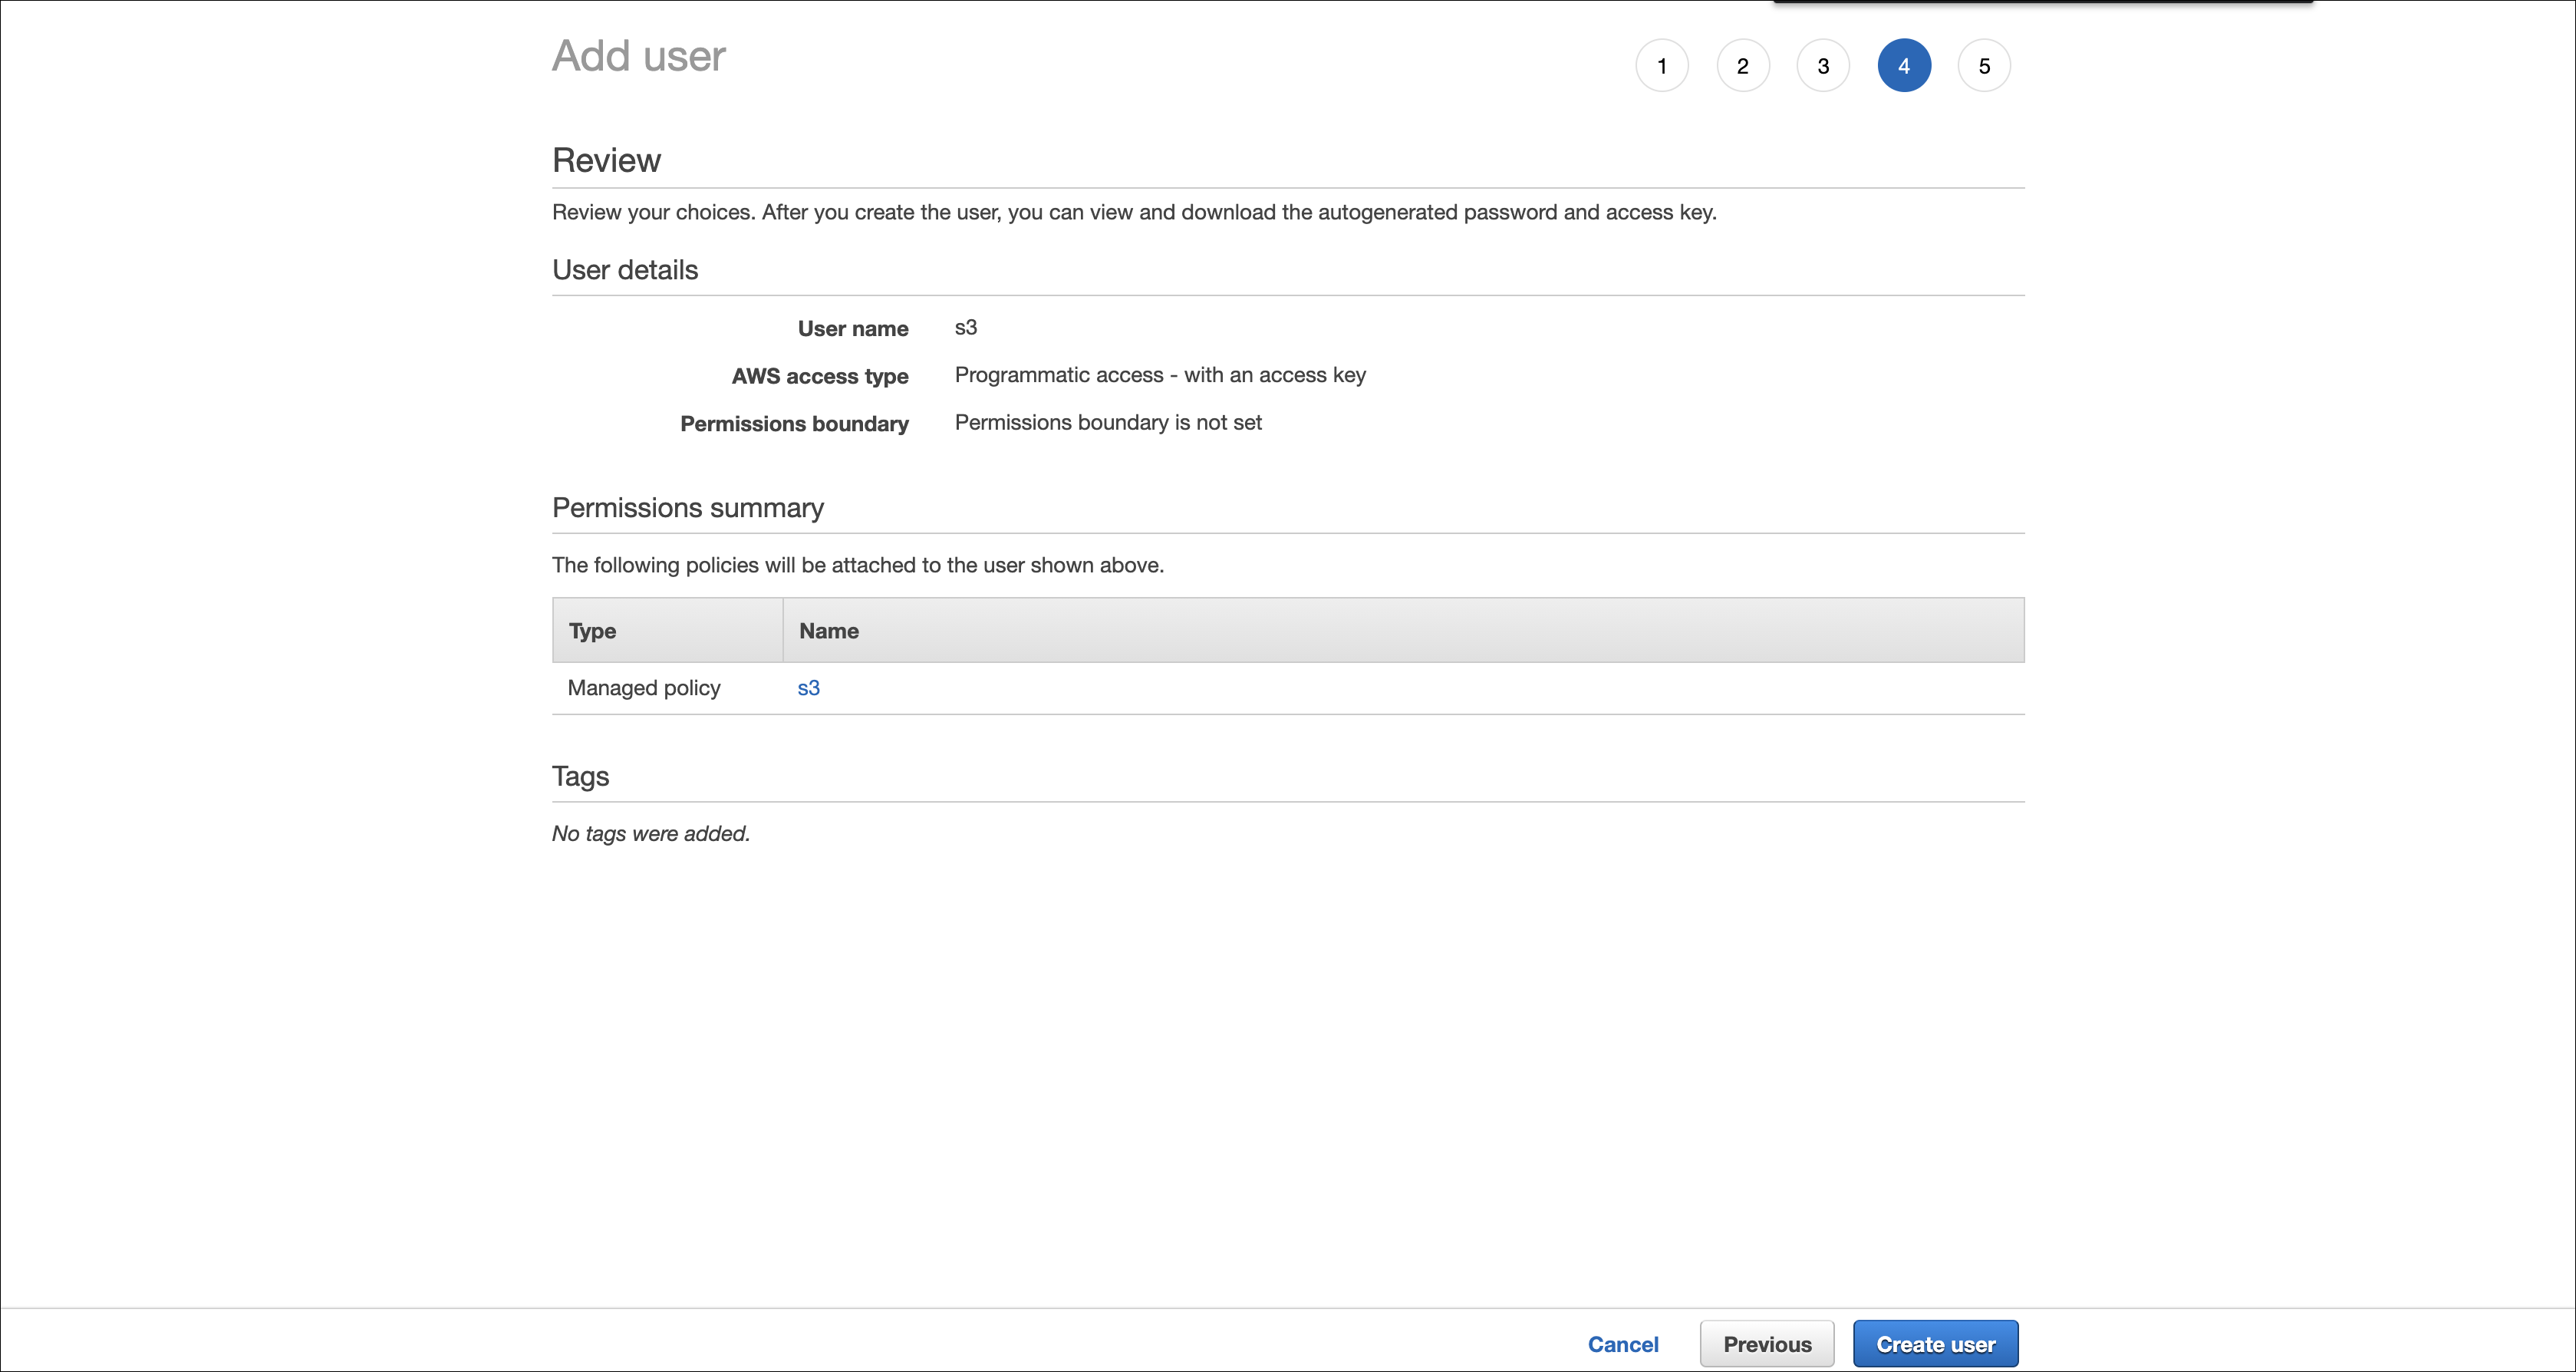 Add user
1 2 3 4 5
Review
Review your choices. After you create the user, you can view and download the autogenerated password and access key.
User details
User name s3
AWS access type Programmatic access - with an access key
Permissions boundary Permissions boundary is not set
Permissions summary
The following policies will be attached to the user shown above.
Type Name
Managed policy s3
Tags
No tags were added.
Cancel Previous Create user